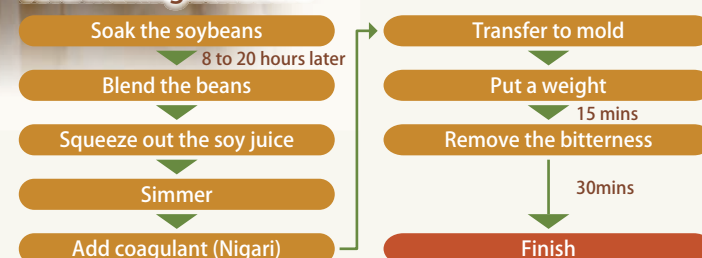 Soak the soybeans
8 to 20 hours later
Blend the beans
Squeeze out the soy juice
Simmer
Add coagulant (Nigari)
Transfer to mold
Put a weight
15 mins
Remove the bitterness
30mins
Finish